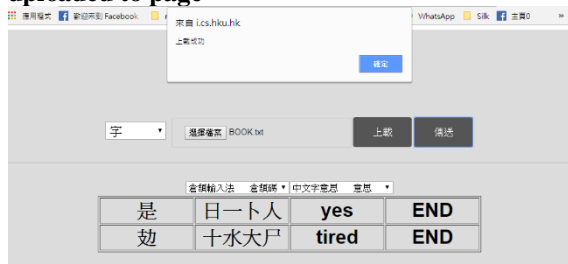 uploaded to page
應用程式 歡迎來到 Facebook WhatsApp Silk 主頁0 »
來自 i.cs.hku.hk
上載成功
確定
字 選擇檔案 BOOK.txt 上載 傳送
倉頡輸入法 倉頡碼 中文字意思 意思
是 日一卜人 yes END
攰 十水大尸 tired END